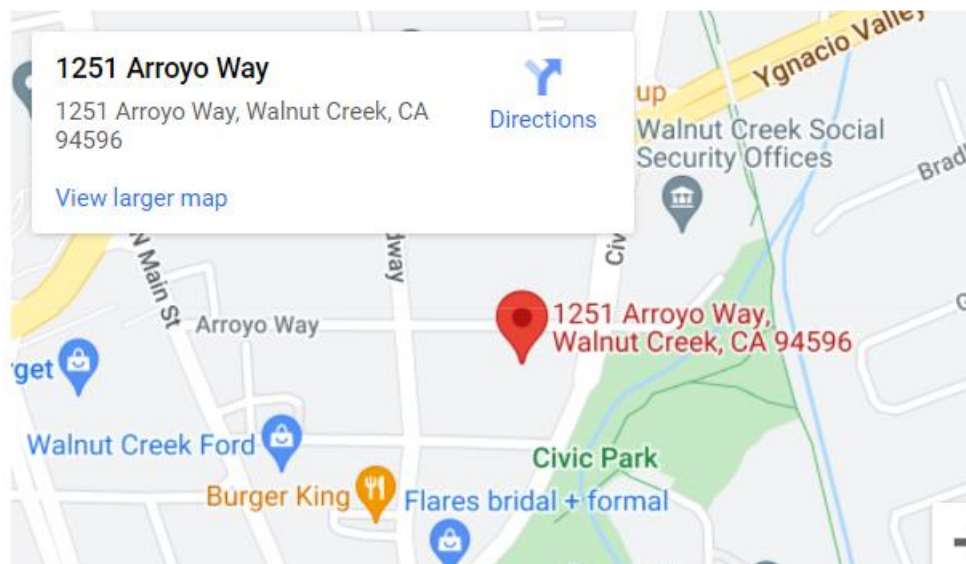 1251 Arroyo Way
1251 Arroyo Way, Walnut Creek, CA
94596
Directions
View larger map
Ygnacio Valley
up
Walnut Creek Social
Security Offices
Brad
Civ
dway
N Main St
Arroyo Way
1251 Arroyo Way,
Walnut Creek, CA 94596
G
get
Walnut Creek Ford
Civic Park
Burger King
Flares bridal + formal